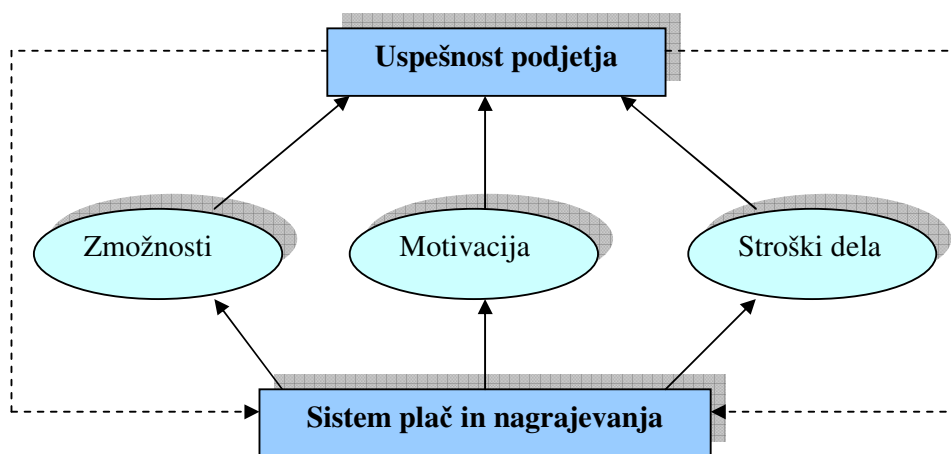 Uspešnost podjetja
Zmožnosti
Motivacija
Stroški dela
Sistem plač in nagrajevanja